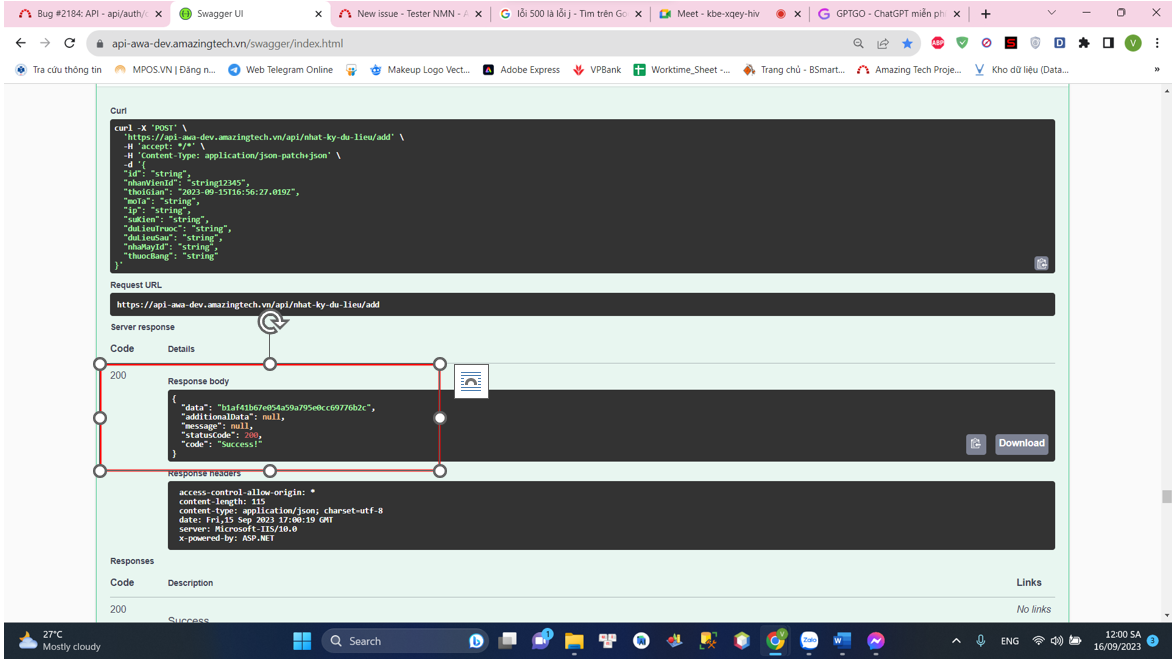 Bug #2184: API - api/auth/c
Swagger UI
New issue - Tester NMN - A
lỗi 500 là lỗi j - Tìm trên Go
Meet - kbe-xqey-hiv
GPTGO - ChatGPT miễn phí
api-awa-dev.amazingtech.vn/swagger/index.html
ABP
S
D
V
Tra cứu thông tin
MPOS.VN | Đăng n...
Web Telegram Online
Makeup Logo Vect...
Adobe Express
VPBank
Worktime_Sheet -...
Trang chủ - BSmart...
Amazing Tech Proje...
Kho dữ liệu (Data...
»
Curl
curl -X 'POST' \
'https://api-awa-dev.amazingtech.vn/api/nhat-ky-du-lieu/add' \
-H 'accept: */*' \
-H 'Content-Type: application/json-patch+json' \
-d '{
"id": "string",
"nhanVienId": "string12345",
"thoiGian": "2023-09-15T16:56:27.019Z",
"moTa": "string",
"ip": "string",
"suKien": "string",
"duLieuTruoc": "string",
"duLieuSau": "string",
"nhaMayId": "string",
"thuocBang": "string"
}'
Request URL
https://api-awa-dev.amazingtech.vn/api/nhat-ky-du-lieu/add
Server response
Code Details
200
Response body
{
"data": "b1af41b67e054a59a795e0cc69776b2c",
"additionalData": null,
"message": null,
"statusCode": 200,
"code": "Success!"
}
Download
Response headers
access-control-allow-origin: *
content-length: 115
content-type: application/json; charset=utf-8
date: Fri,15 Sep 2023 17:00:19 GMT
server: Microsoft-IIS/10.0
x-powered-by: ASP.NET
Responses
Code Description Links
200 No links
Success
27°C
Mostly cloudy
Search
1
Zalo
W
ENG
12:00 SA
16/09/2023
3